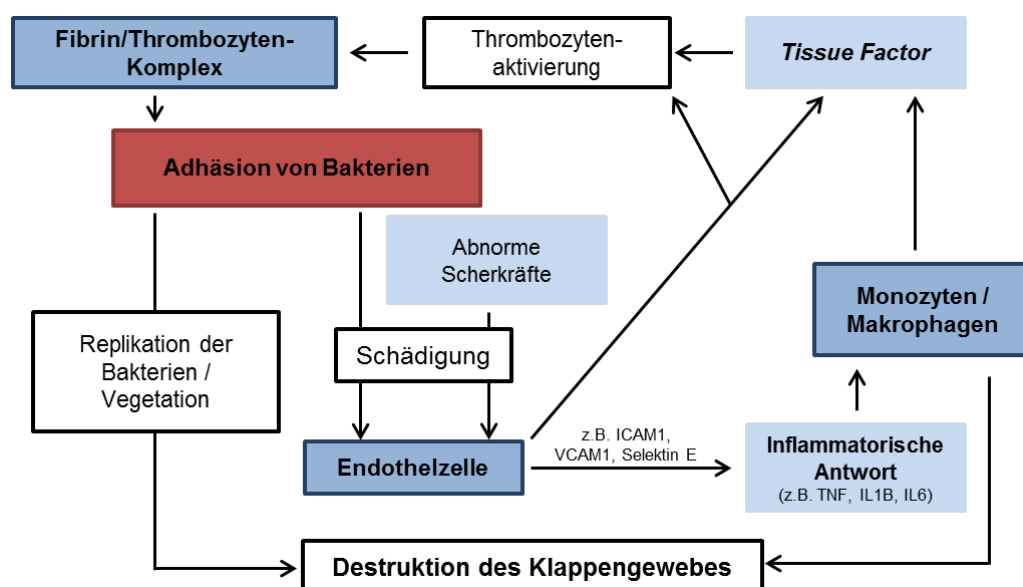 Fibrin/Thrombozyten-
Komplex
Thrombozyten-
aktivierung
Tissue Factor
Adhäsion von Bakterien
Abnorme
Scherkräfte
Monozyten /
Makrophagen
Replikation der
Bakterien /
Vegetation
Schädigung
z.B. ICAM1,
VCAM1, Selektin E
Endothelzelle
Inflammatorische
Antwort
(z.B. TNF, IL1B, IL6)
Destruktion des Klappengewebes